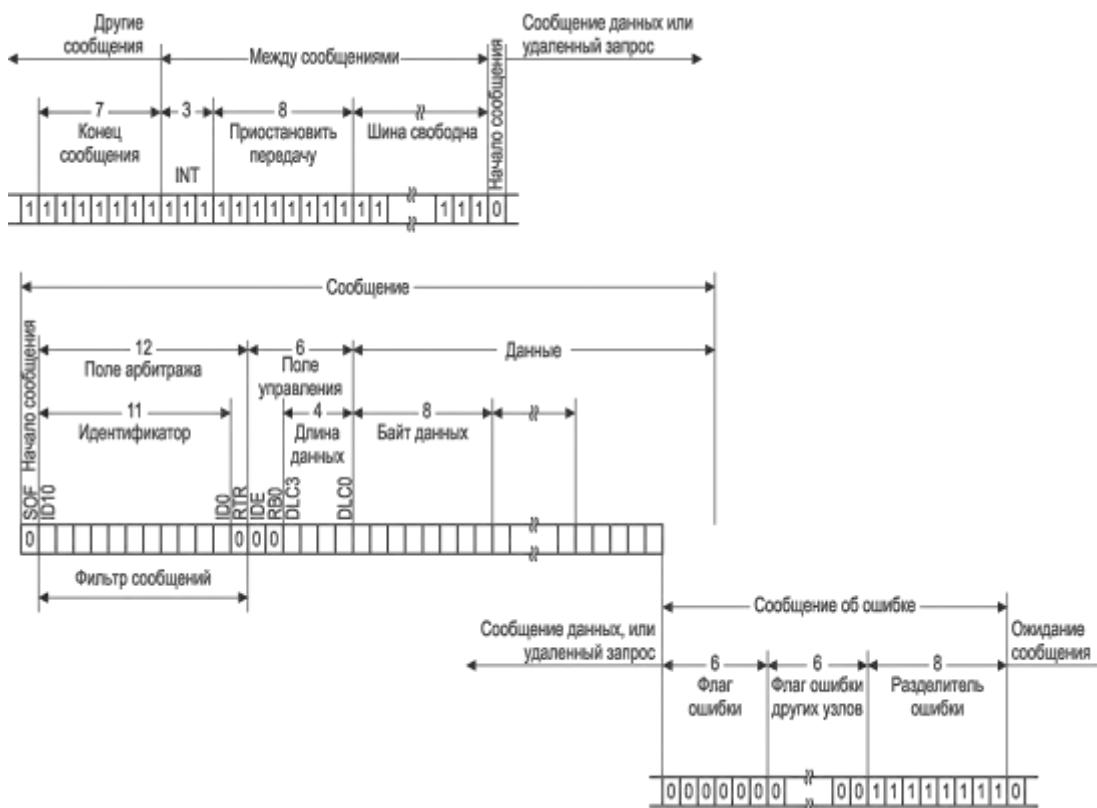 Другие
сообщения
Сообщение данных или
удаленный запрос
Между сообщениями
Начало сообщения
7
Конец
сообщения
3
INT
8
Приостановить
передачу
Шина свободна
1 1 1 1 1 1 1 1 1 1 1 1 1 1 1 1 1 1 1 1 1 1 1 0
Сообщение
Начало сообщения
12
Поле арбитража
6
Поле
управления
Данные
11
Идентификатор
4
Длина
данных
8
Байт данных
SOF
ID10
ID0
RTR
IDE
RB0
DLC3
DLC0
0 0 0 0
Фильтр сообщений
Сообщение об ошибке
Сообщение данных, или
удаленный запрос
Ожидание
сообщения
6
Флаг
ошибки
6
Флаг ошибки
других узлов
8
Разделитель
ошибки
0 0 0 0 0 0 0 0 0 1 1 1 1 1 1 1 1 0